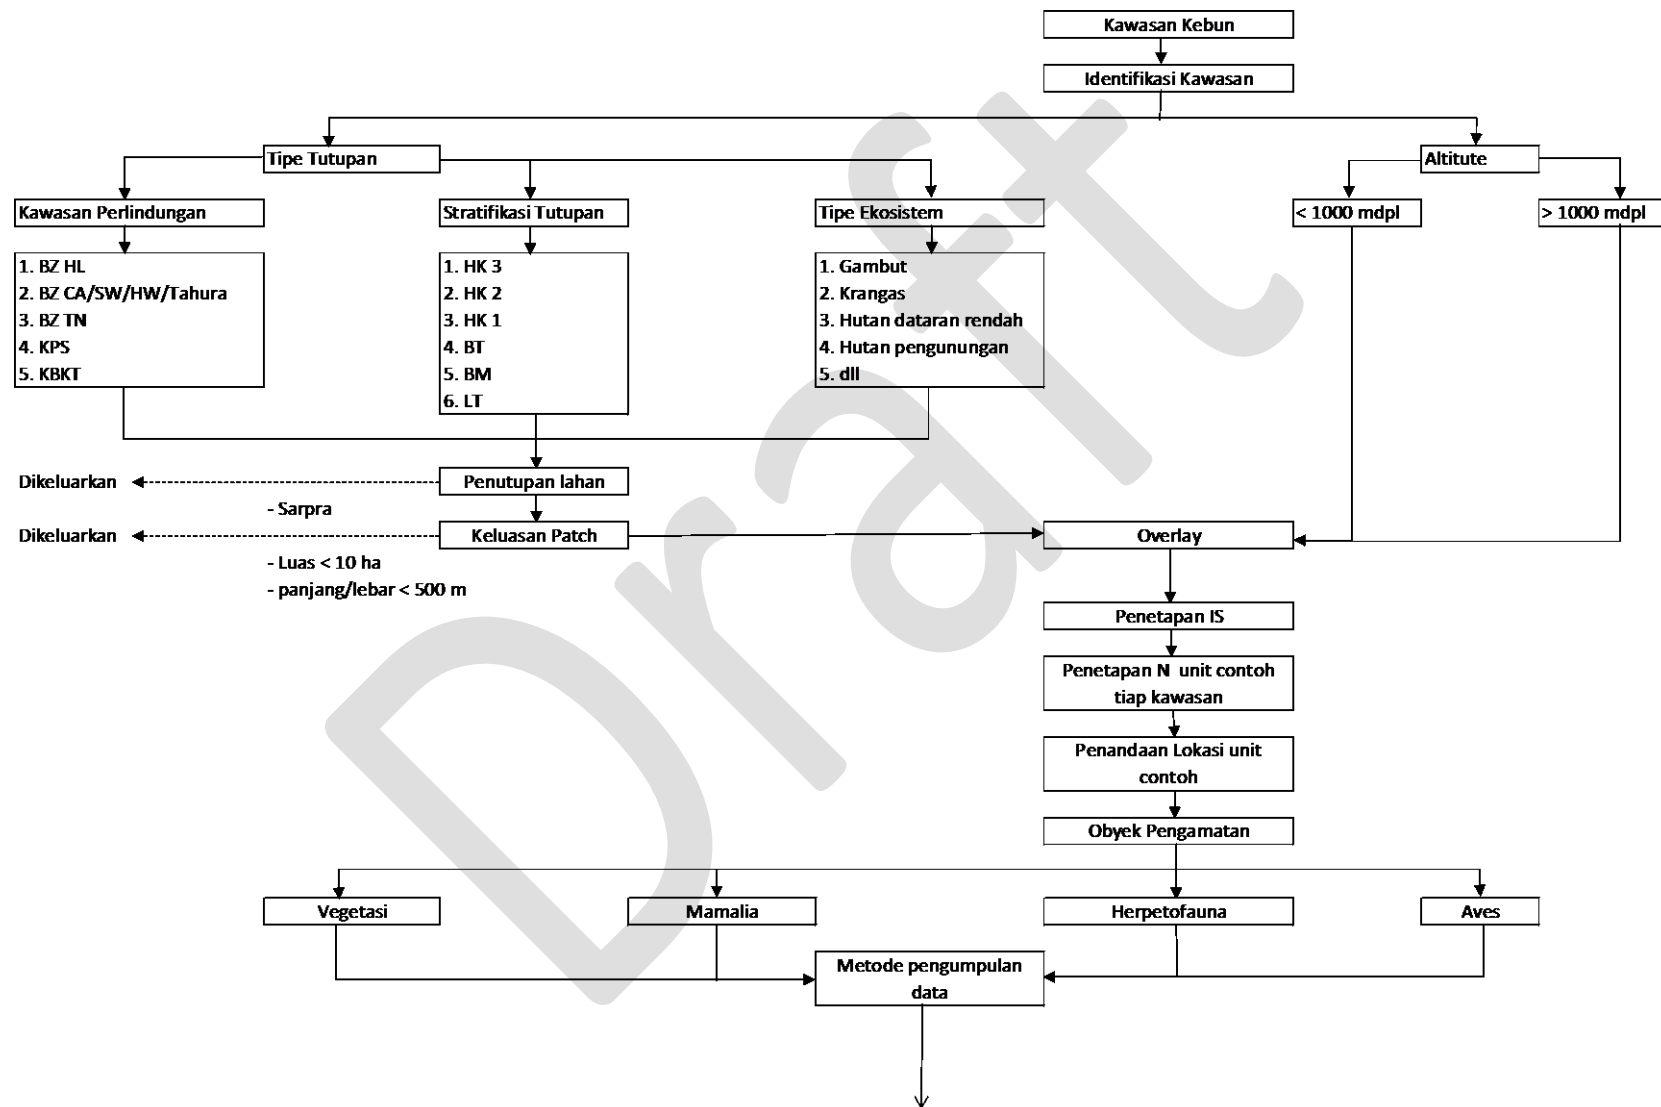 Kawasan Kebun
Identifikasi Kawasan
Tipe Tutupan
Altitute
Kawasan Perlindungan
Stratifikasi Tutupan
Tipe Ekosistem
< 1000 mdpl
> 1000 mdpl
1. BZ HL
2. BZ CA/SW/HW/Tahura
3. BZ TN
4. KPS
5. KBKT
1. HK 3
2. HK 2
3. HK 1
4. BT
5. BM
6. LT
1. Gambut
2. Krangas
3. Hutan dataran rendah
4. Hutan pengunungan
5. dll
Dikeluarkan
Penutupan lahan
- Sarpra
Dikeluarkan
Keluasan Patch
Overlay
- Luas < 10 ha
- panjang/lebar < 500 m
Penetapan IS
Penetapan N unit contoh
tiap kawasan
Penandaan Lokasi unit
contoh
Obyek Pengamatan
Vegetasi
Mamalia
Herpetofauna
Aves
Metode pengumpulan
data
Draft